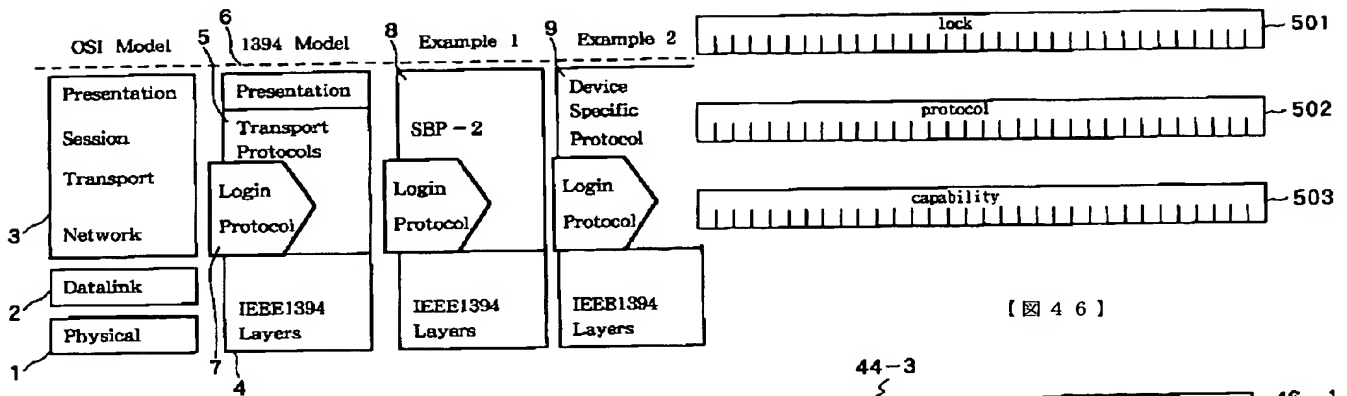 OSI Model
5
6
1394 Model
8
Example 1
9
Example 2
Presentation
Session
Transport
Network
3
Datalink
2
Physical
1
Presentation
Transport
Protocols
Login
Protocol
IEEE1394
Layers
7
4
SBP-2
Login
Protocol
IEEE1394
Layers
Device
Specific
Protocol
Login
Protocol
IEEE1394
Layers
lock
501
protocol
502
capability
503
【図46】
44-3
46-1